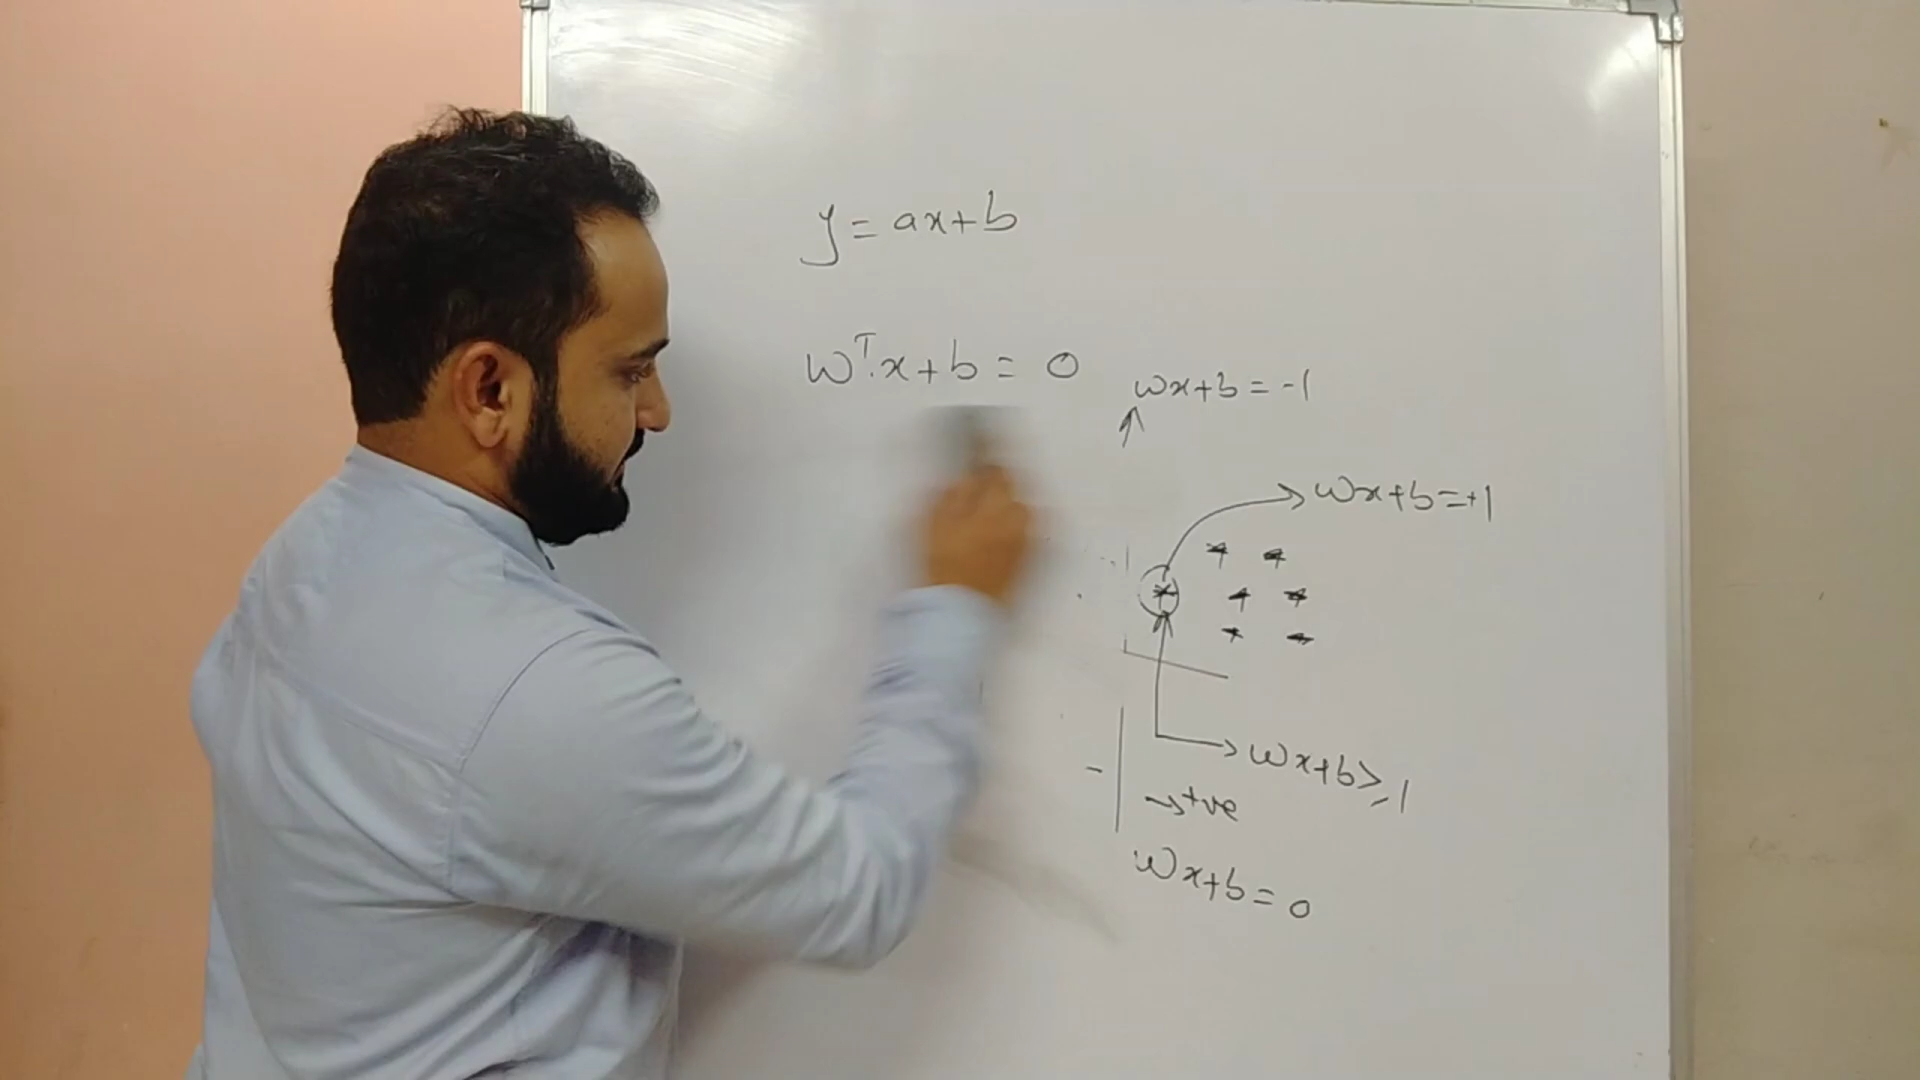 y = ax+b
wᵀ.x+b = 0
wx+b = -1
wx+b=+1
wx+b ≥ 1
→ +ve
wx+b = 0